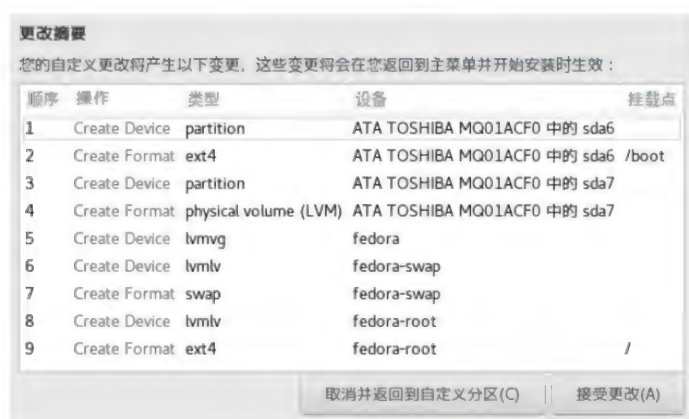 更改摘要
您的自定义更改将产生以下变更，这些变更将会在您返回到主菜单并开始安装时生效：
顺序 操作 类型 设备 挂载点
1 Create Device partition ATA TOSHIBA MQ01ACF0 中的 sda6
2 Create Format ext4 ATA TOSHIBA MQ01ACF0 中的 sda6 /boot
3 Create Device partition ATA TOSHIBA MQ01ACF0 中的 sda7
4 Create Format physical volume (LVM) ATA TOSHIBA MQ01ACF0 中的 sda7
5 Create Device lvmvg fedora
6 Create Device lvmlv fedora-swap
7 Create Format swap fedora-swap
8 Create Device lvmlv fedora-root
9 Create Format ext4 fedora-root /
取消并返回到自定义分区(C) 接受更改(A)